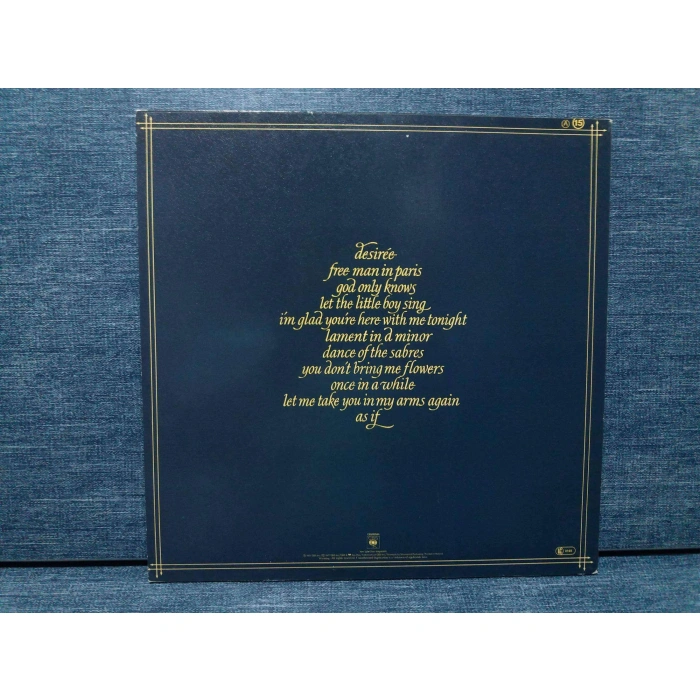 A 15
desirée
free man in paris
god only knows
let the little boy sing
i'm glad you're here with me tonight
lament in d minor
dance of the sabres
you don't bring me flowers
once in a while
let me take you in my arms again
as if